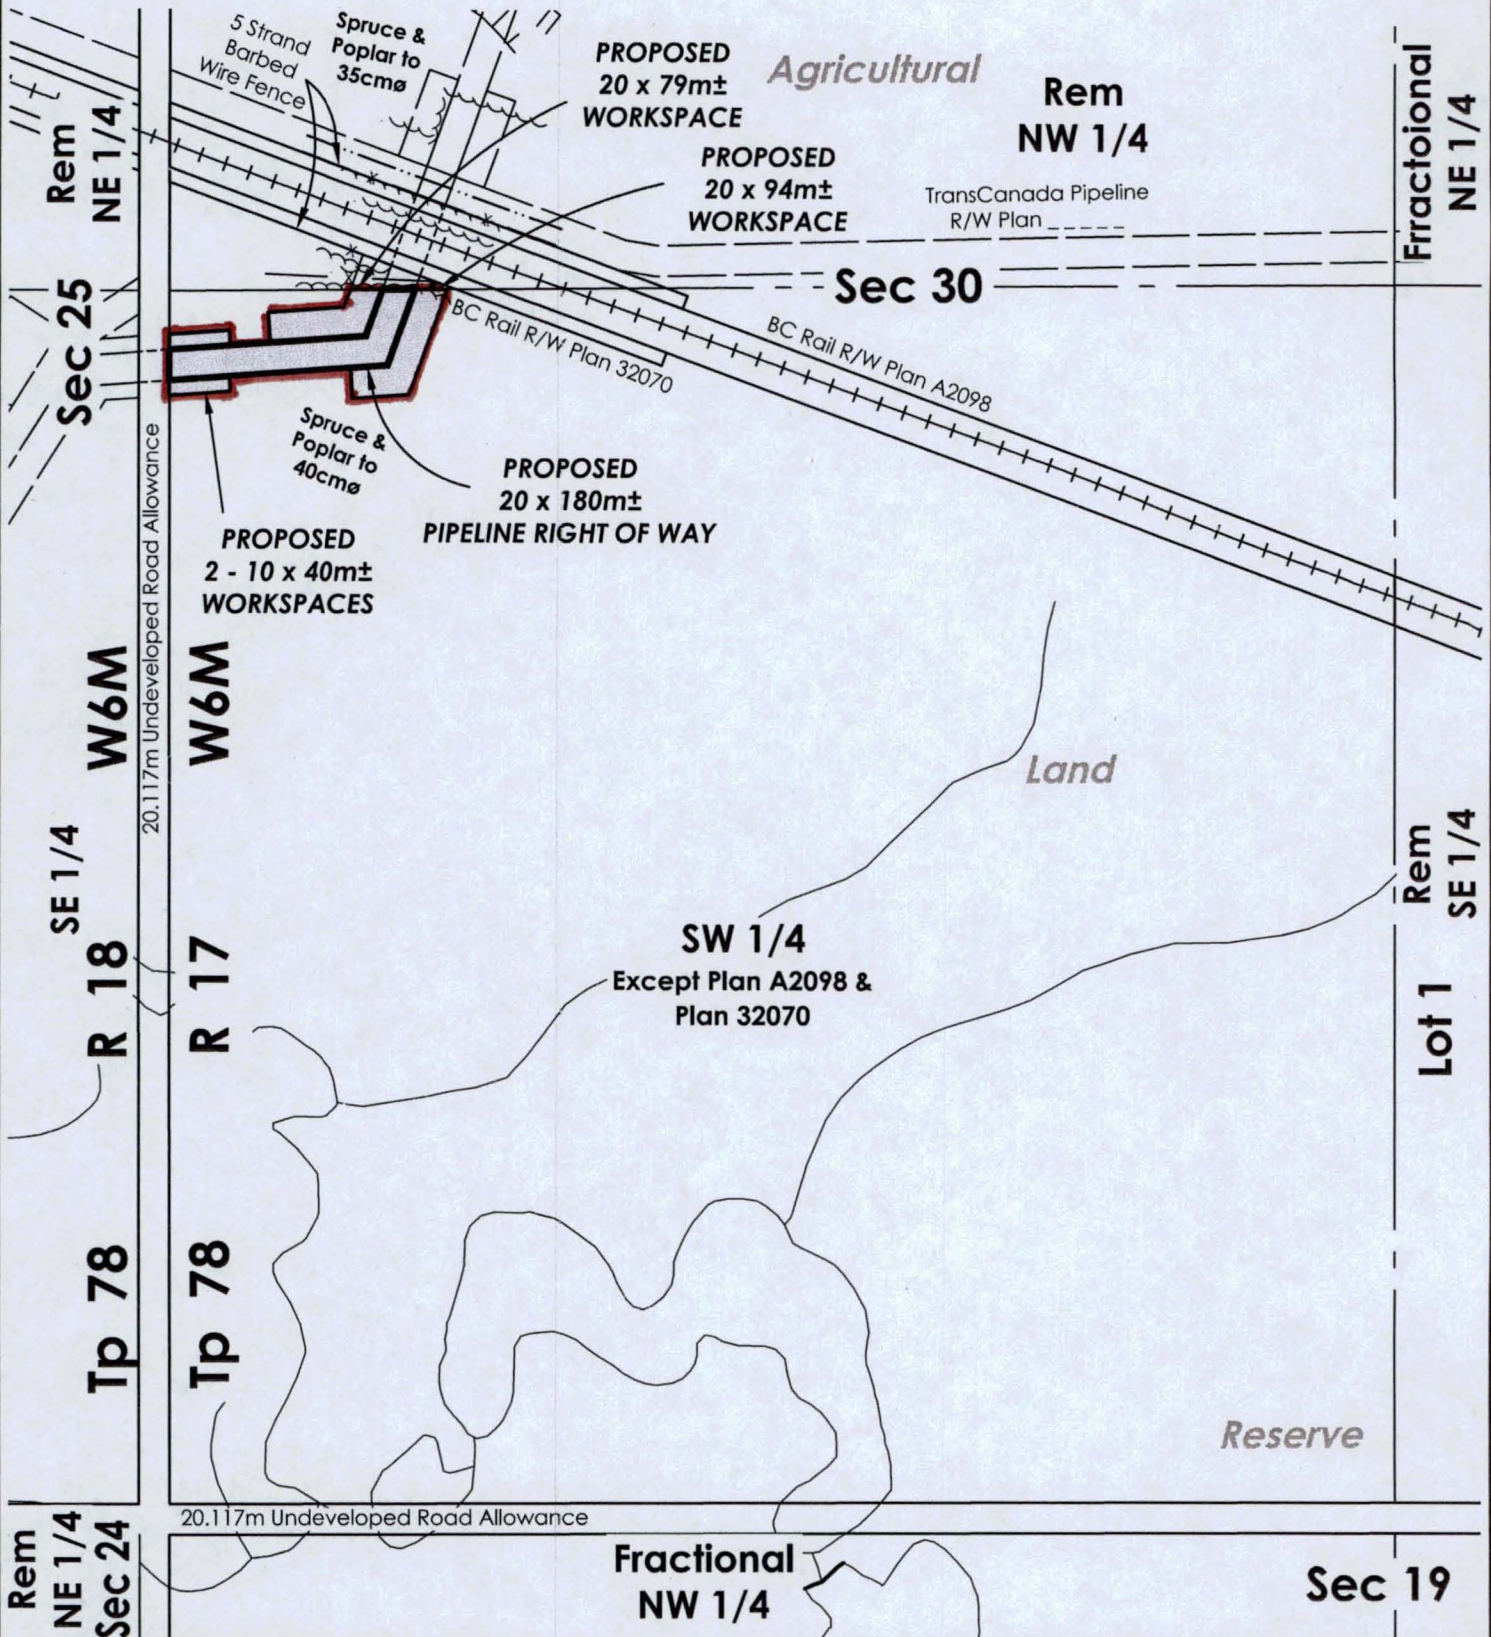 5 Strand
Barbed
Wire Fence
Spruce &
Poplar to
35cmø
PROPOSED
20 x 79m±
WORKSPACE
Agricultural
Rem
NW 1/4
Frractoional
NE 1/4
Rem
NE 1/4
PROPOSED
20 x 94m±
WORKSPACE
TransCanada Pipeline
R/W Plan _ _ _ _ _
Sec 30
Sec 25
BC Rail R/W Plan 32070
BC Rail R/W Plan A2098
Spruce &
Poplar to
40cmø
PROPOSED
20 x 180m±
PIPELINE RIGHT OF WAY
PROPOSED
2 - 10 x 40m±
WORKSPACES
20.117m Undeveloped Road Allowance
W6M
W6M
Land
SE 1/4
Rem
SE 1/4
SW 1/4
Except Plan A2098 &
Plan 32070
R 18
R 17
Lot 1
Tp 78
Tp 78
Reserve
20.117m Undeveloped Road Allowance
Rem
NE 1/4
Sec 24
Fractional
NW 1/4
Sec 19